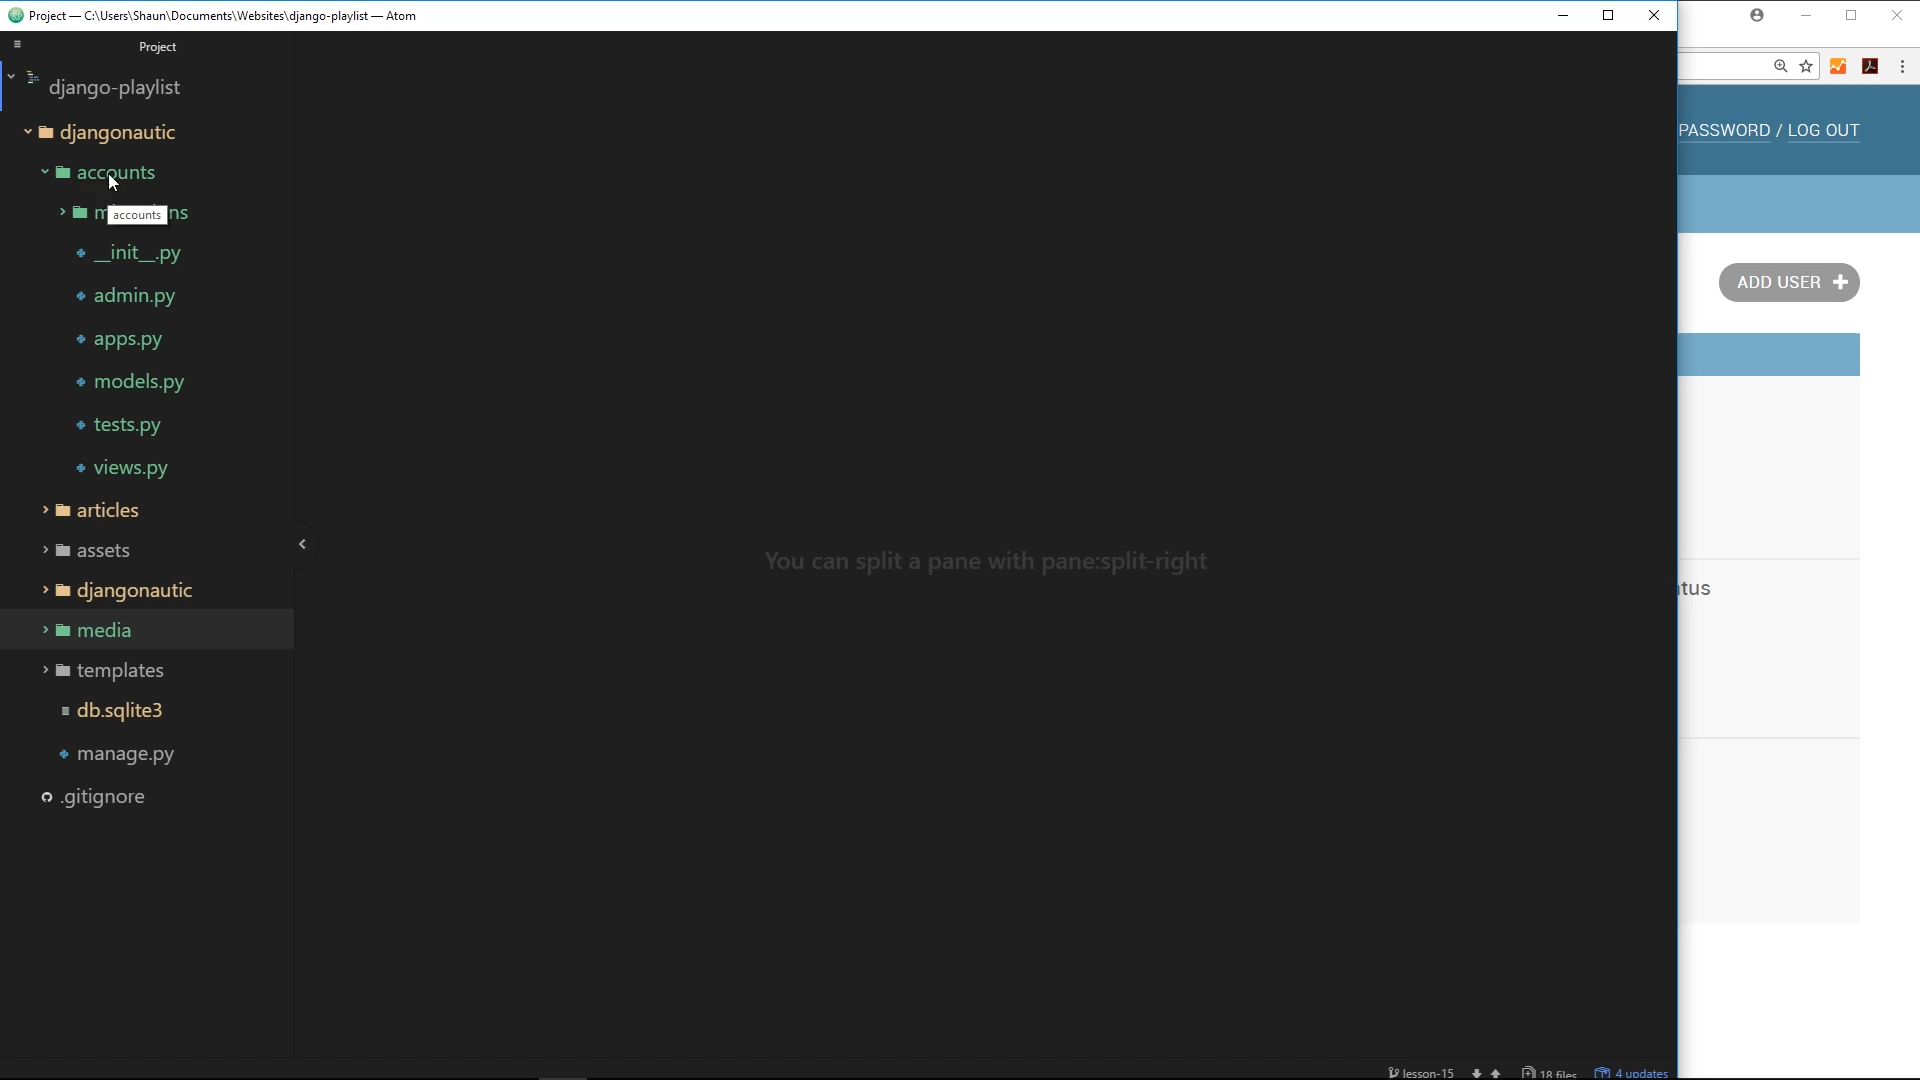 Project — C:\Users\Shaun\Documents\Websites\django-playlist — Atom
Project
django-playlist
djangonautic
accounts
accounts
__init__.py
admin.py
apps.py
models.py
tests.py
views.py
articles
assets
djangonautic
media
templates
db.sqlite3
manage.py
.gitignore
You can split a pane with pane:split-right
lesson-15
18 files
4 updates
PASSWORD / LOG OUT
ADD USER